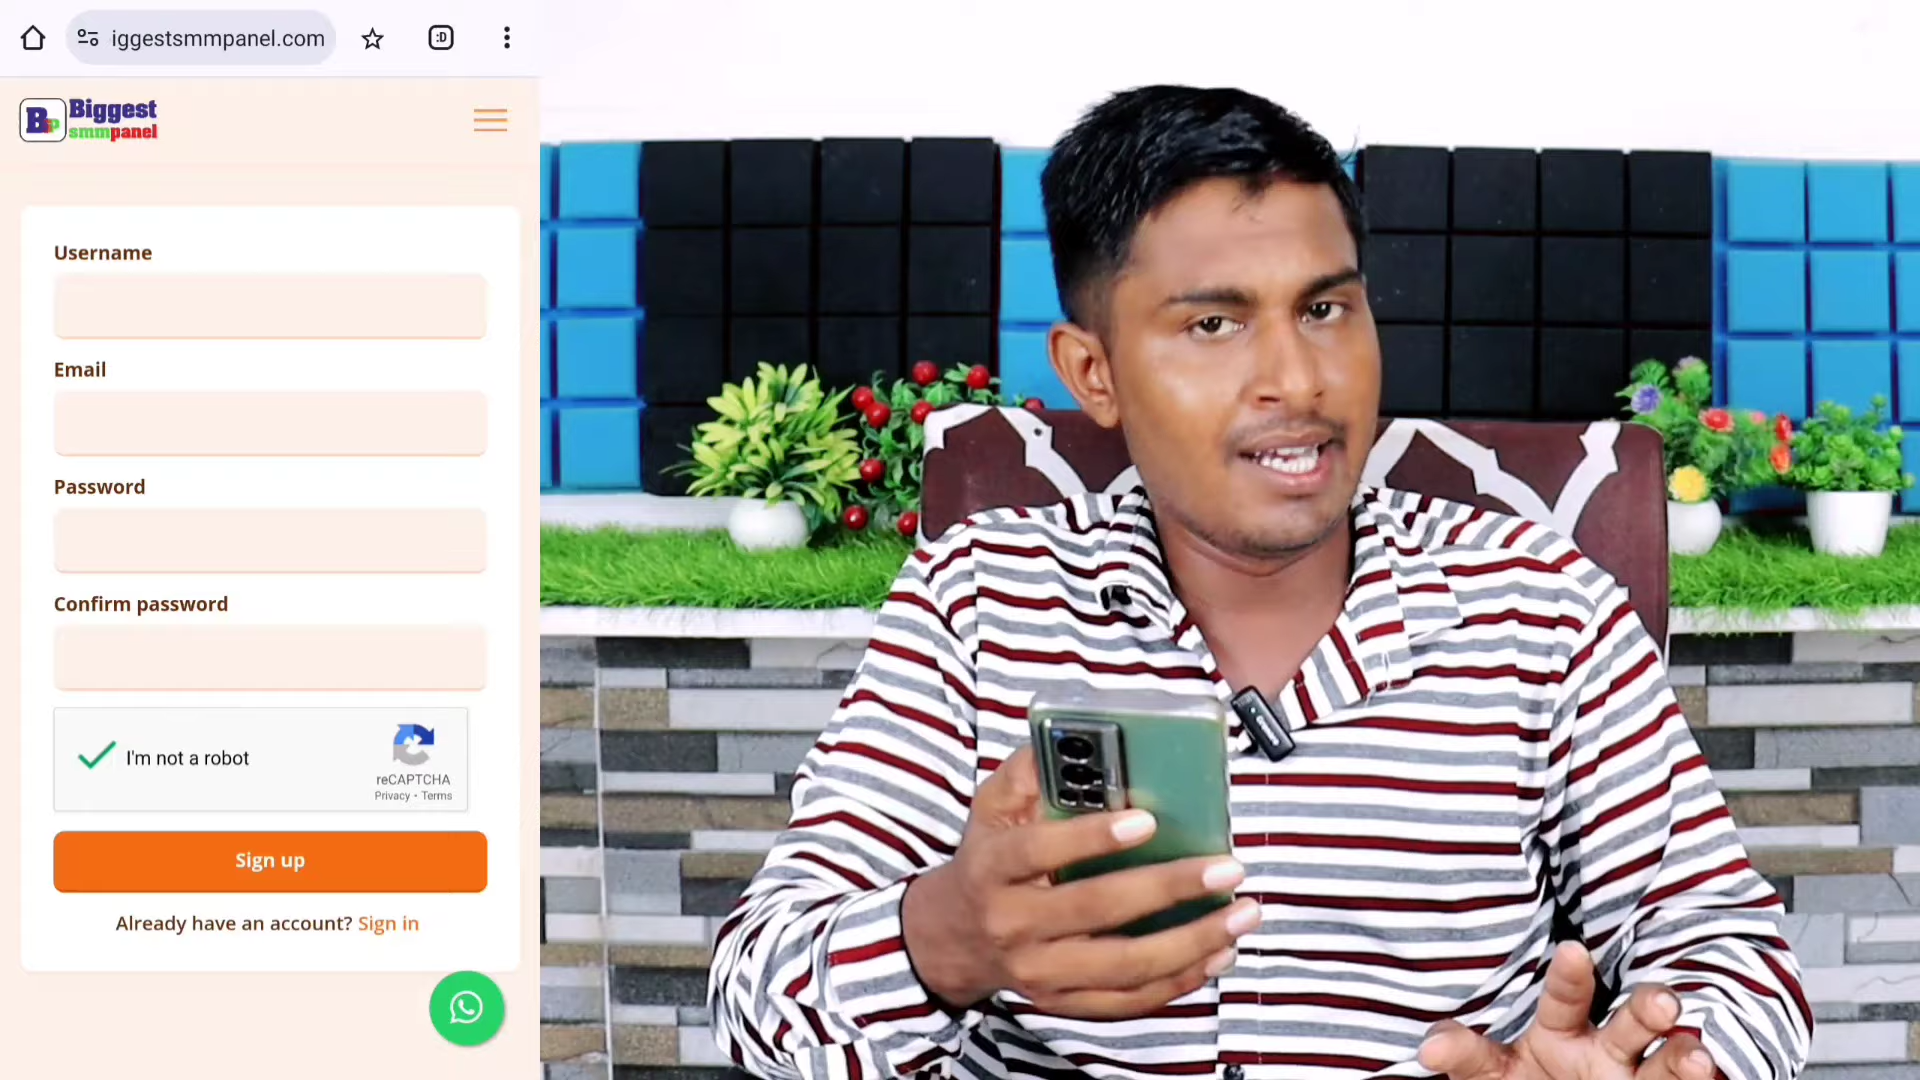 iggestsmmpanel.com
:D
Bp Biggest
smmpanel
Username
Email
Password
Confirm password
I'm not a robot
reCAPTCHA
Privacy • Terms
Sign up
Already have an account? Sign in